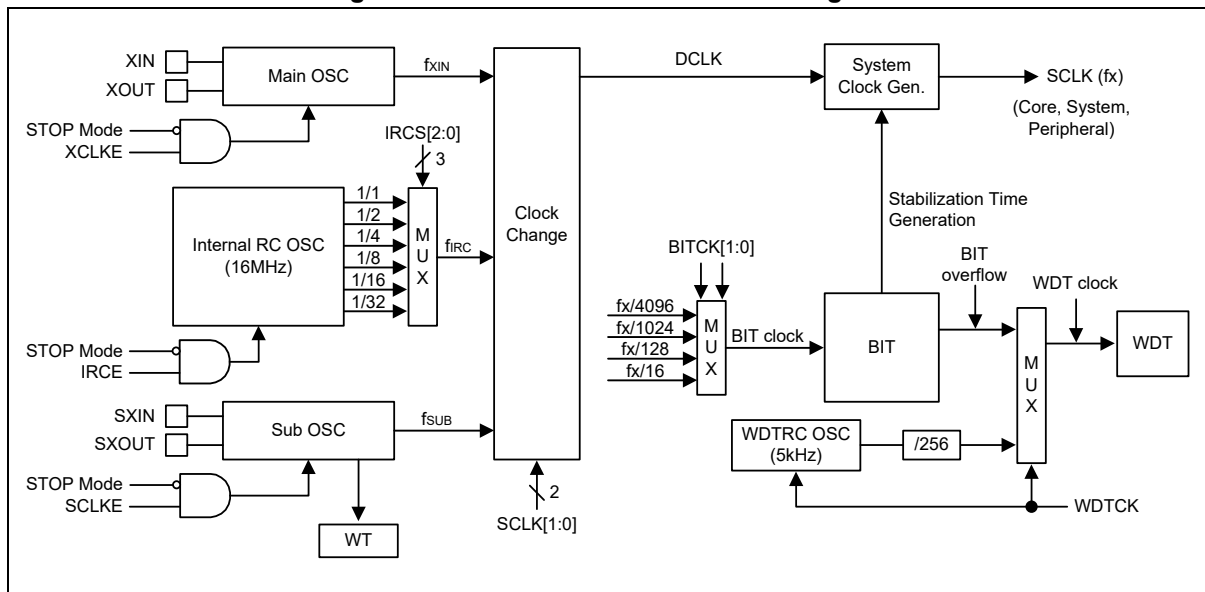 XIN
XOUT
Main OSC
fXIN
DCLK
System
Clock Gen.
SCLK (fx)
(Core, System,
Peripheral)
STOP Mode
XCLKE
IRCS[2:0]
3
Internal RC OSC
(16MHz)
1/1
1/2
1/4
1/8
1/16
1/32
M
U
X
fIRC
Clock
Change
Stabilization Time
Generation
BITCK[1:0]
fx/4096
fx/1024
fx/128
fx/16
M
U
X
BIT clock
BIT
BIT
overflow
WDT clock
M
U
X
WDT
STOP Mode
IRCE
SXIN
SXOUT
Sub OSC
fSUB
WDTRC OSC
(5kHz)
/256
STOP Mode
SCLKE
WT
2
SCLK[1:0]
WDTCK